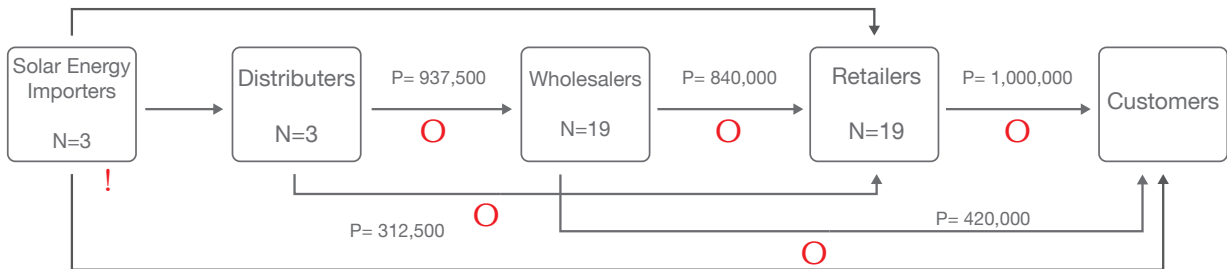 Solar Energy
Importers
N=3
!
Distributers
N=3
P= 937,500
O
Wholesalers
N=19
P= 840,000
O
Retailers
N=19
P= 1,000,000
O
Customers
P= 312,500
O
P= 420,000
O